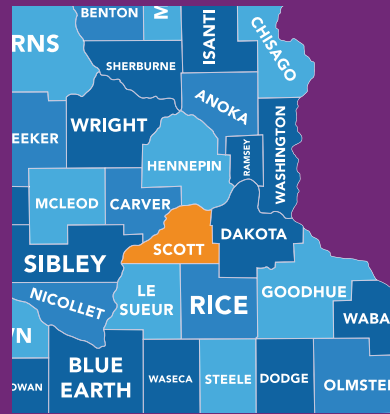 BENTON
M
ISANTI
CHISAGO
RNS
SHERBURNE
ANOKA
WRIGHT
EEKER
HENNEPIN
RAMSEY
WASHINGTON
MCLEOD
CARVER
SCOTT
DAKOTA
SIBLEY
NICOLLET
LE
SUEUR
RICE
GOODHUE
WABA
VN
BLUE
EARTH
OWAN
WASECA
STEELE
DODGE
OLMSTE